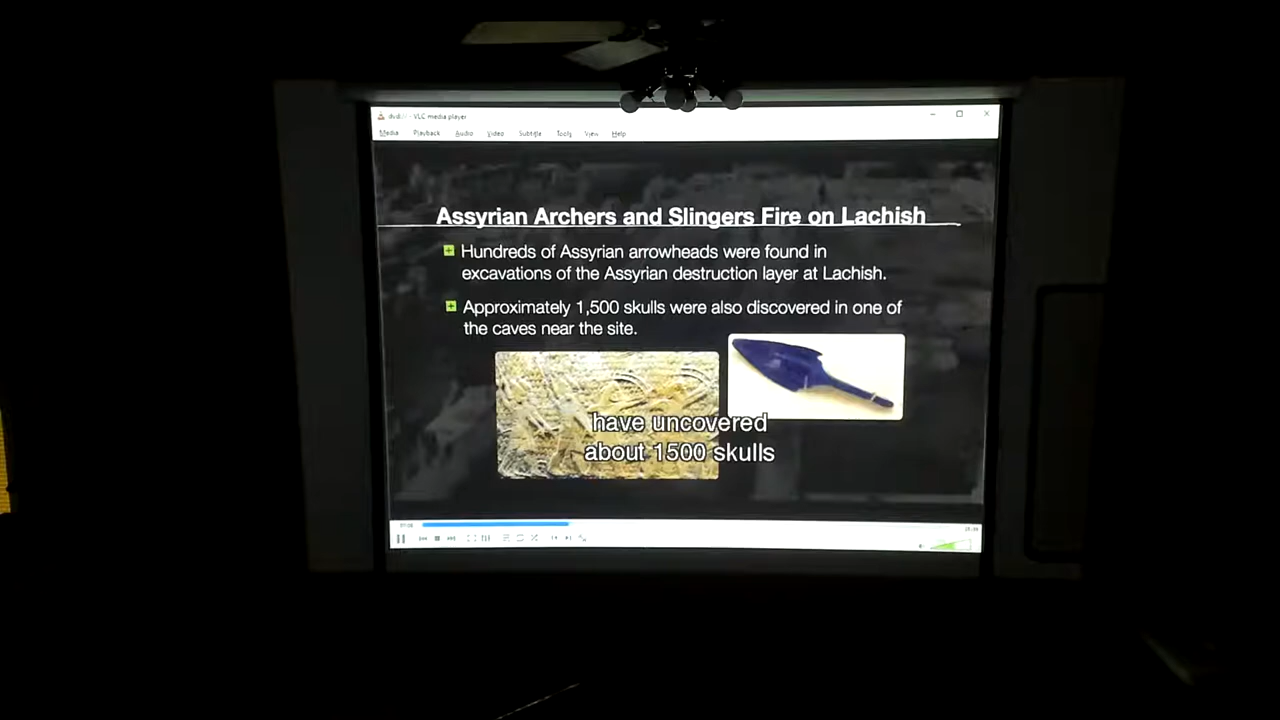 VLC media player
Media Playback Audio Video Subtitle Tools View Help
Assyrian Archers and Slingers Fire on Lachish
Hundreds of Assyrian arrowheads were found in
excavations of the Assyrian destruction layer at Lachish.
Approximately 1,500 skulls were also discovered in one of
the caves near the site.
have uncovered
about 1500 skulls